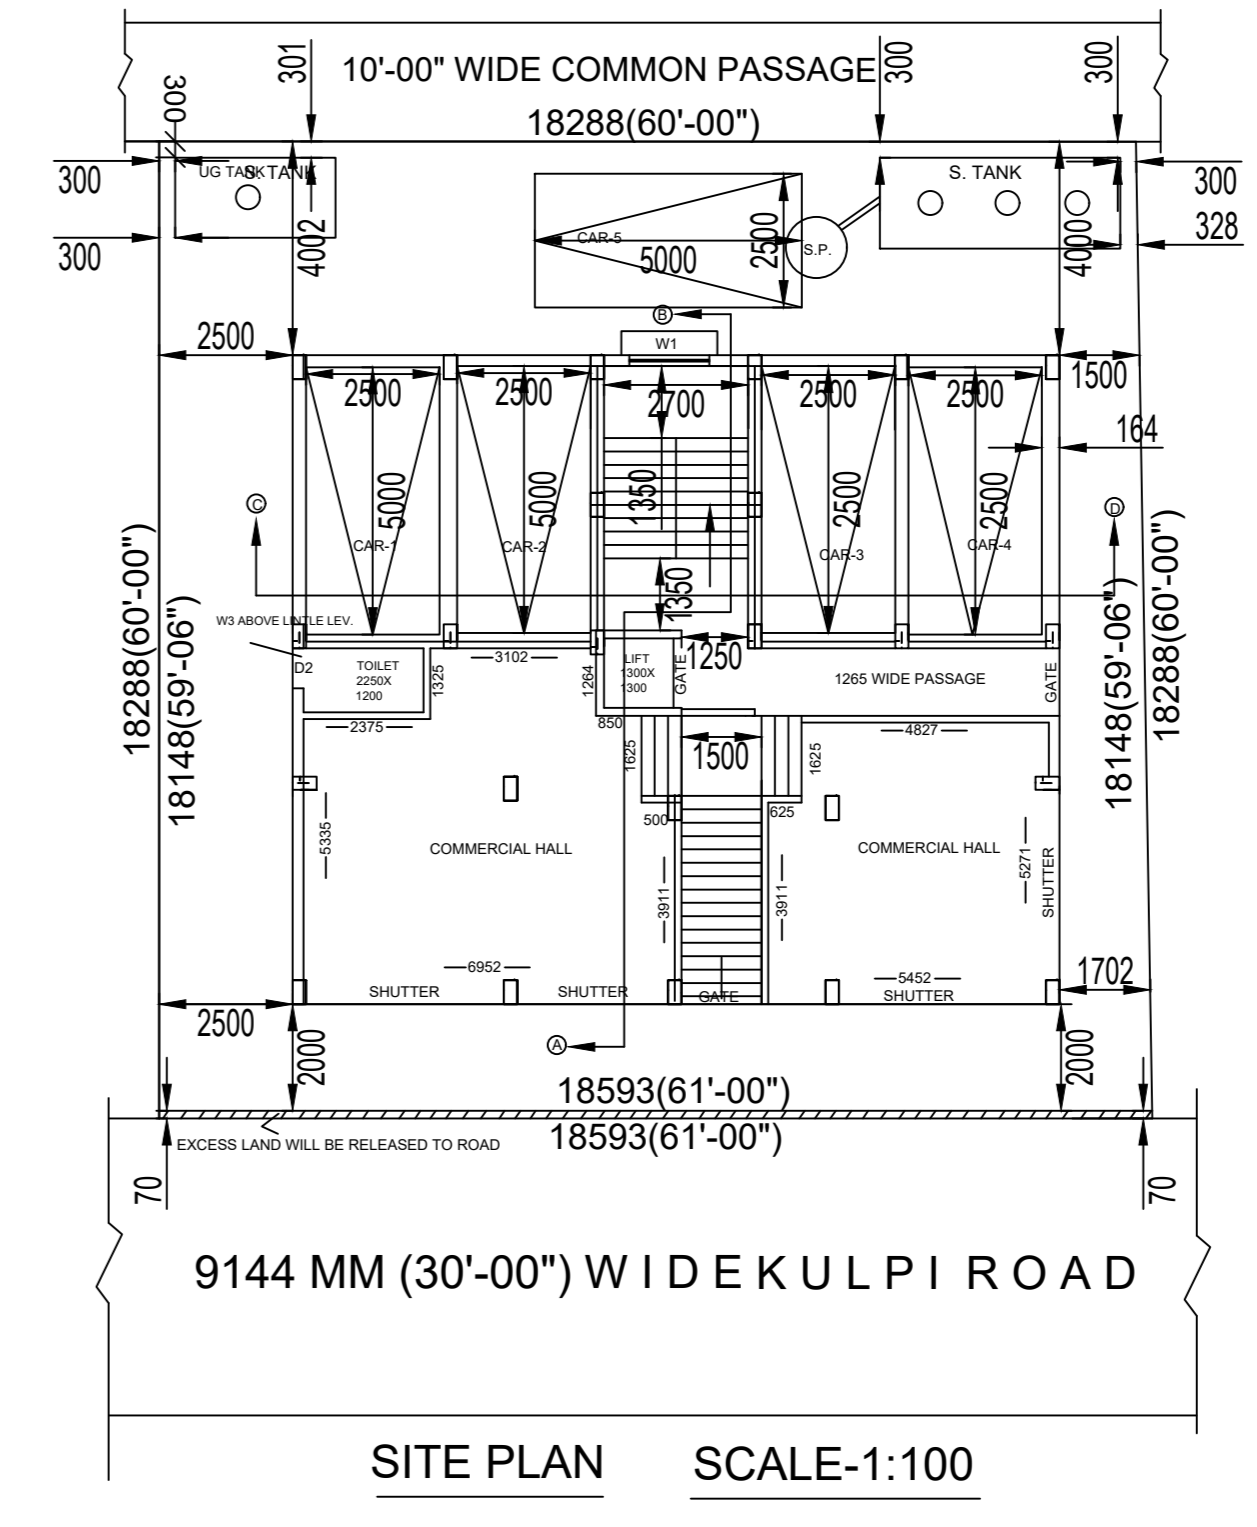 301
300
300
10'-00" WIDE COMMON PASSAGE
300
18288(60'-00")
UG TANK
S. TANK
S. TANK
300
300
300
328
4002
CAR-5
5000
2500
S.P.
4000
B
W1
2500
1500
2500
2500
2700
2500
2500
164
5000
5000
1350
2500
2500
C
D
CAR-1
CAR-2
CAR-3
CAR-4
1350
18288(60'-00")
18148(59'-06")
18148(59'-06")
18288(60'-00")
W3 ABOVE LINTLE LEV.
D2
TOILET
2250X
1200
1325
3102
1264
LIFT
1300X
1300
GATE
1250
1265 WIDE PASSAGE
GATE
2375
850
1625
1500
1625
4827
500
625
5335
COMMERCIAL HALL
COMMERCIAL HALL
5271
SHUTTER
3911
3911
6952
5452
SHUTTER
SHUTTER
GATE
SHUTTER
1702
2500
2000
A
2000
18593(61'-00")
18593(61'-00")
EXCESS LAND WILL BE RELEASED TO ROAD
70
70
9144 MM (30'-00") W I D E K U L P I R O A D
SITE PLAN SCALE-1:100